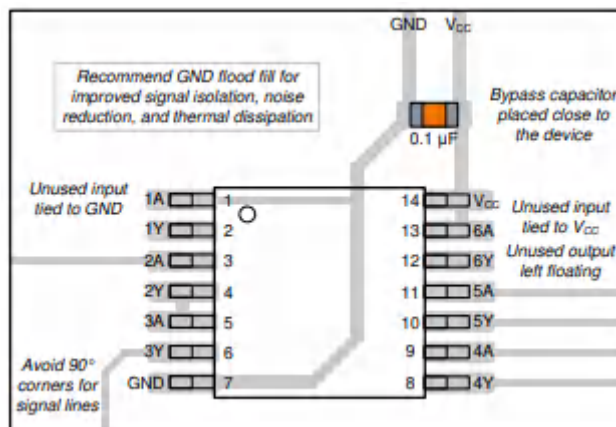 GND V_CC
Recommend GND flood fill for
improved signal isolation, noise
reduction, and thermal dissipation
Bypass capacitor
placed close to
the device
0.1 µF
Unused input
tied to GND
1A 1 14 V_CC
1Y 2 13 6A
2A 3 12 6Y
2Y 4 11 5A
3A 5 10 5Y
3Y 6 9 4A
GND 7 8 4Y
Unused input
tied to V_CC
Unused output
left floating
Avoid 90°
corners for
signal lines